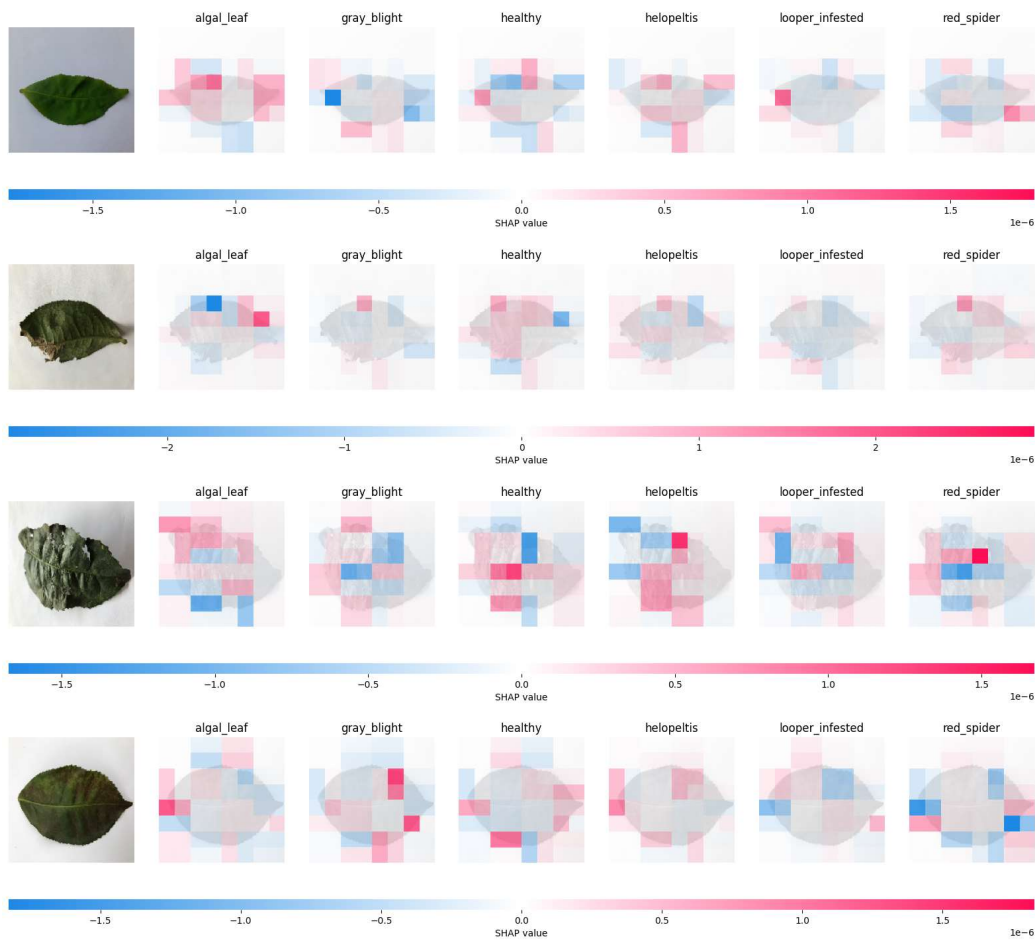 algal_leaf gray_blight healthy helopeltis looper_infested red_spider
−1.5 −1.0 −0.5 0.0 0.5 1.0 1.5
SHAP value 1e−6
algal_leaf gray_blight healthy helopeltis looper_infested red_spider
−2 −1 0 1 2
SHAP value 1e−6
algal_leaf gray_blight healthy helopeltis looper_infested red_spider
−1.5 −1.0 −0.5 0.0 0.5 1.0 1.5
SHAP value 1e−6
algal_leaf gray_blight healthy helopeltis looper_infested red_spider
−1.5 −1.0 −0.5 0.0 0.5 1.0 1.5
SHAP value 1e−6